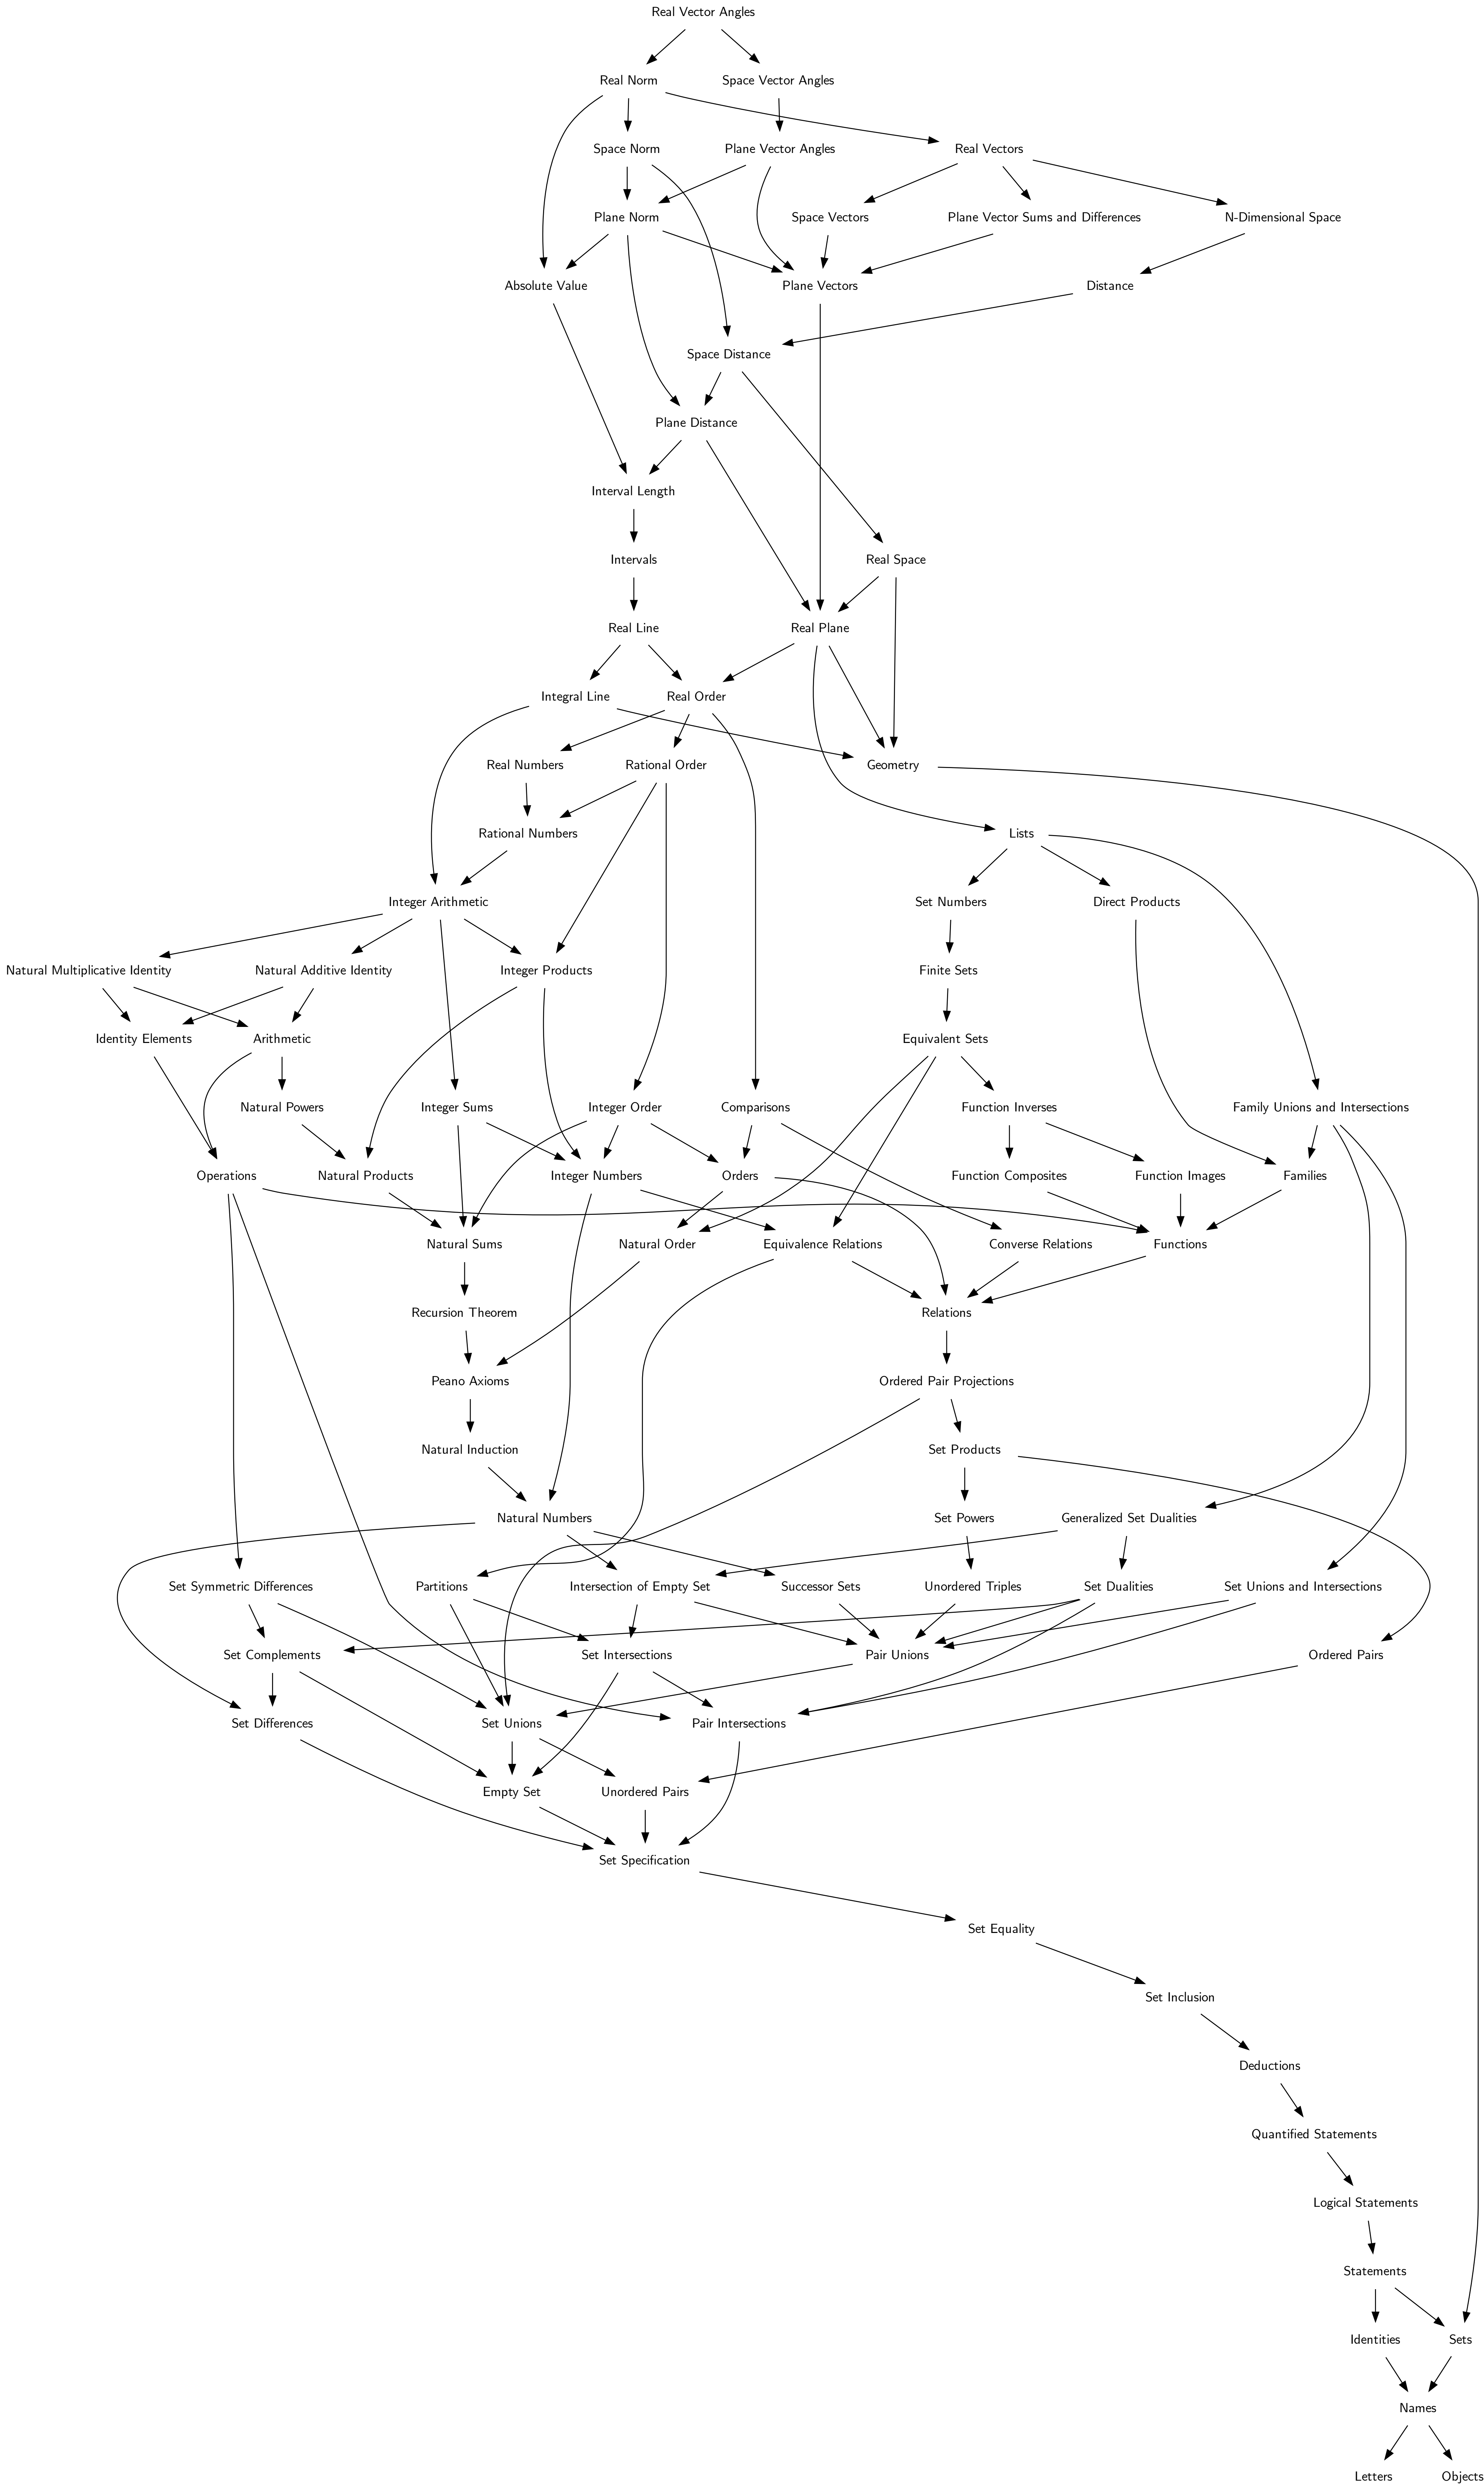 Real Vector Angles
Real Norm
Space Vector Angles
Space Norm
Plane Vector Angles
Real Vectors
Plane Norm
Space Vectors
Plane Vector Sums and Differences
N-Dimensional Space
Absolute Value
Plane Vectors
Distance
Space Distance
Plane Distance
Interval Length
Intervals
Real Space
Real Line
Real Plane
Integral Line
Real Order
Real Numbers
Rational Order
Geometry
Rational Numbers
Lists
Integer Arithmetic
Set Numbers
Direct Products
Natural Multiplicative Identity
Natural Additive Identity
Integer Products
Finite Sets
Identity Elements
Arithmetic
Equivalent Sets
Natural Powers
Integer Sums
Integer Order
Comparisons
Function Inverses
Family Unions and Intersections
Operations
Natural Products
Integer Numbers
Orders
Function Composites
Function Images
Families
Natural Sums
Natural Order
Equivalence Relations
Converse Relations
Functions
Recursion Theorem
Relations
Peano Axioms
Ordered Pair Projections
Natural Induction
Set Products
Natural Numbers
Set Powers
Generalized Set Dualities
Set Symmetric Differences
Partitions
Intersection of Empty Set
Successor Sets
Unordered Triples
Set Dualities
Set Unions and Intersections
Set Complements
Set Intersections
Pair Unions
Ordered Pairs
Set Differences
Set Unions
Pair Intersections
Empty Set
Unordered Pairs
Set Specification
Set Equality
Set Inclusion
Deductions
Quantified Statements
Logical Statements
Statements
Identities
Sets
Names
Letters
Objects